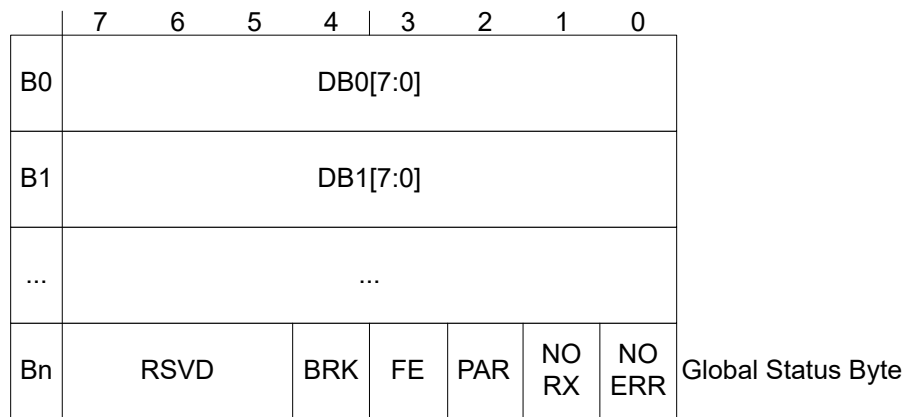 7 6 5 4 3 2 1 0
B0 DB0[7:0]
B1 DB1[7:0]
... ...
Bn RSVD BRK FE PAR NO RX NO ERR Global Status Byte